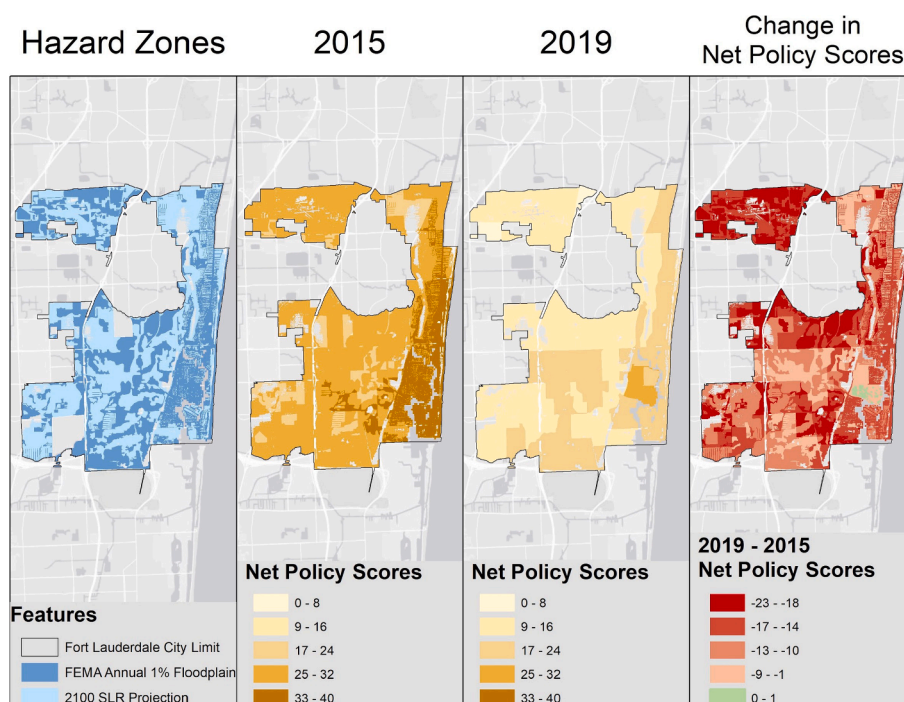 Hazard Zones
2015
2019
Change in
Net Policy Scores
Features
Fort Lauderdale City Limit
FEMA Annual 1% Floodplain
2100 SLR Projection
Net Policy Scores
0 - 8
9 - 16
17 - 24
25 - 32
33 - 40
Net Policy Scores
0 - 8
9 - 16
17 - 24
25 - 32
33 - 40
2019 - 2015
Net Policy Scores
-23 - -18
-17 - -14
-13 - -10
-9 - -1
0 - 1